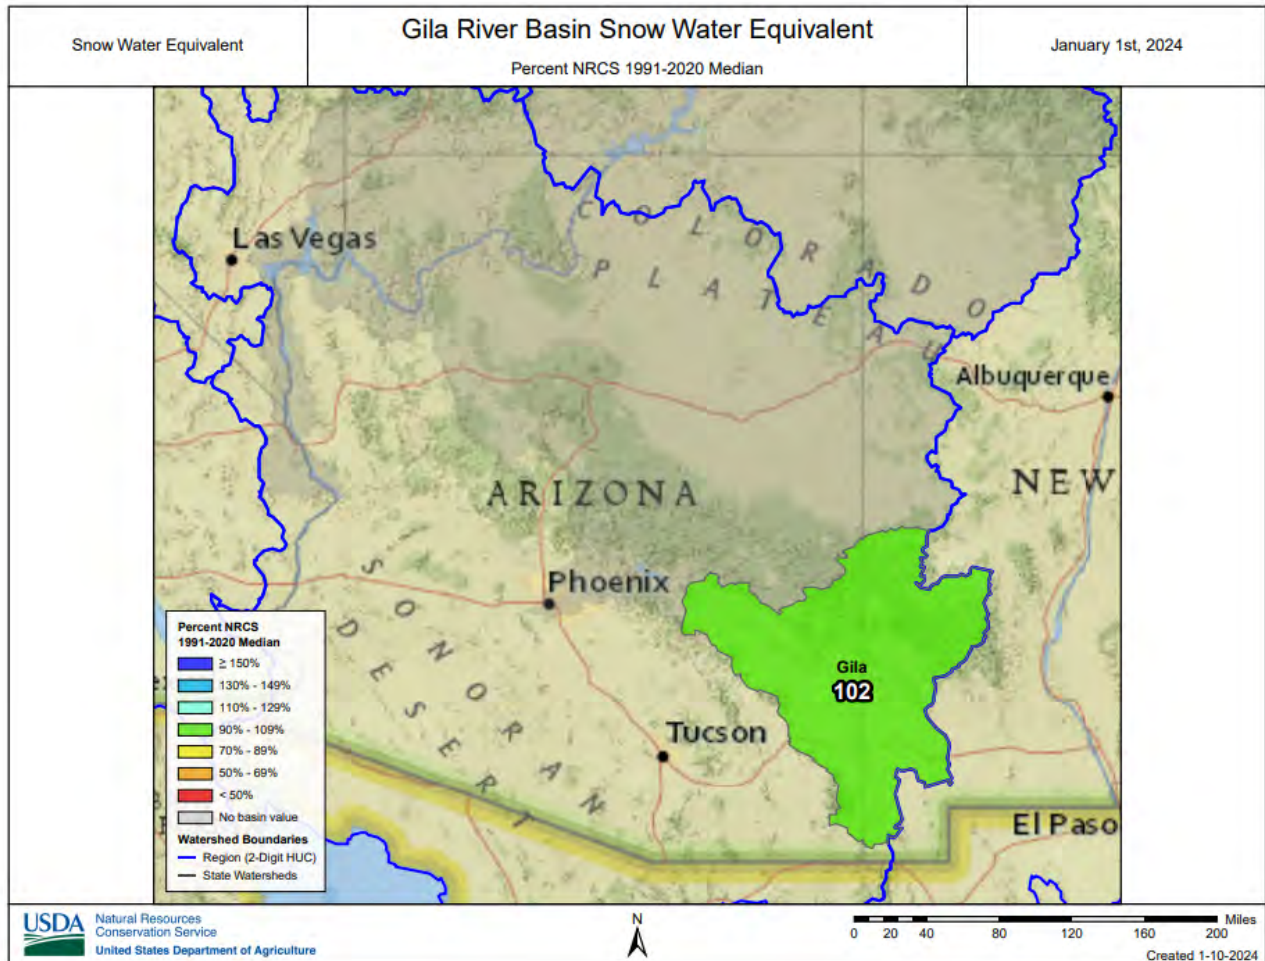 Snow Water Equivalent
Gila River Basin Snow Water Equivalent
Percent NRCS 1991-2020 Median
January 1st, 2024
Las Vegas
COLORADO
PLATEAU
Albuquerque
ARIZONA
NEW
Phoenix
SONORAN
DESERT
Gila
102
Tucson
El Paso
Percent NRCS
1991-2020 Median
≥ 150%
130% - 149%
110% - 129%
90% - 109%
70% - 89%
50% - 69%
< 50%
No basin value
Watershed Boundaries
Region (2-Digit HUC)
State Watersheds
USDA
Natural Resources
Conservation Service
United States Department of Agriculture
N
Miles
0 20 40 80 120 160 200
Created 1-10-2024